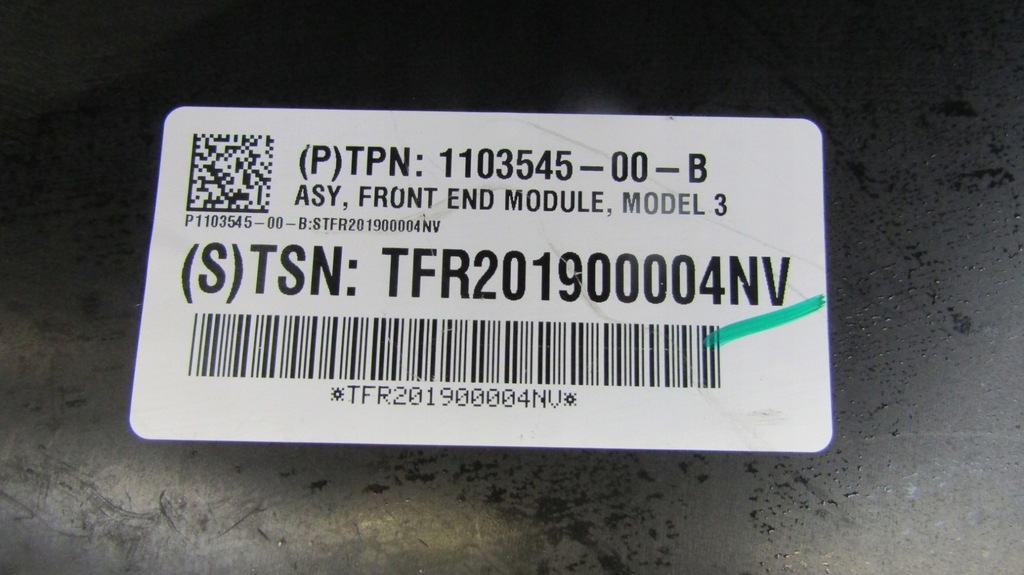 (P)TPN: 1103545-00-B
ASY, FRONT END MODULE, MODEL 3
P1103545-00-B:STFR201900004NV
(S)TSN: TFR201900004NV
*TFR201900004NV*